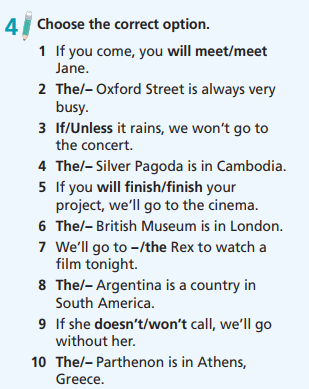 4 Choose the correct option.
1 If you come, you will meet/meet
Jane.
2 The/– Oxford Street is always very
busy.
3 If/Unless it rains, we won't go to
the concert.
4 The/– Silver Pagoda is in Cambodia.
5 If you will finish/finish your
project, we'll go to the cinema.
6 The/– British Museum is in London.
7 We'll go to –/the Rex to watch a
film tonight.
8 The/– Argentina is a country in
South America.
9 If she doesn't/won't call, we'll go
without her.
10 The/– Parthenon is in Athens,
Greece.